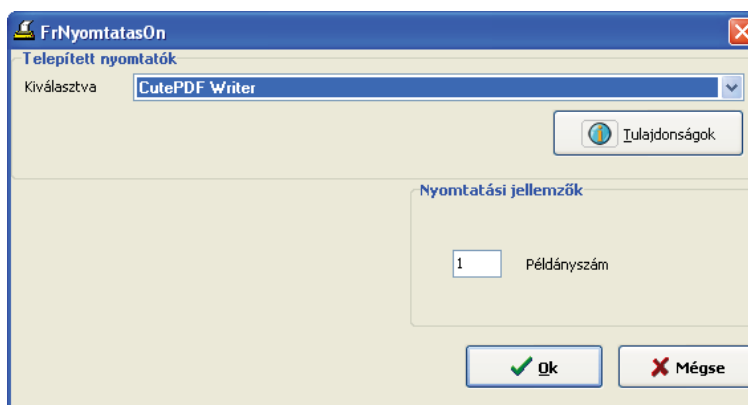 FrNyomtatasOn
Telepített nyomtatók
Kiválasztva CutePDF Writer
Tulajdonságok
Nyomtatási jellemzők
1 Példányszám
Ok Mégse